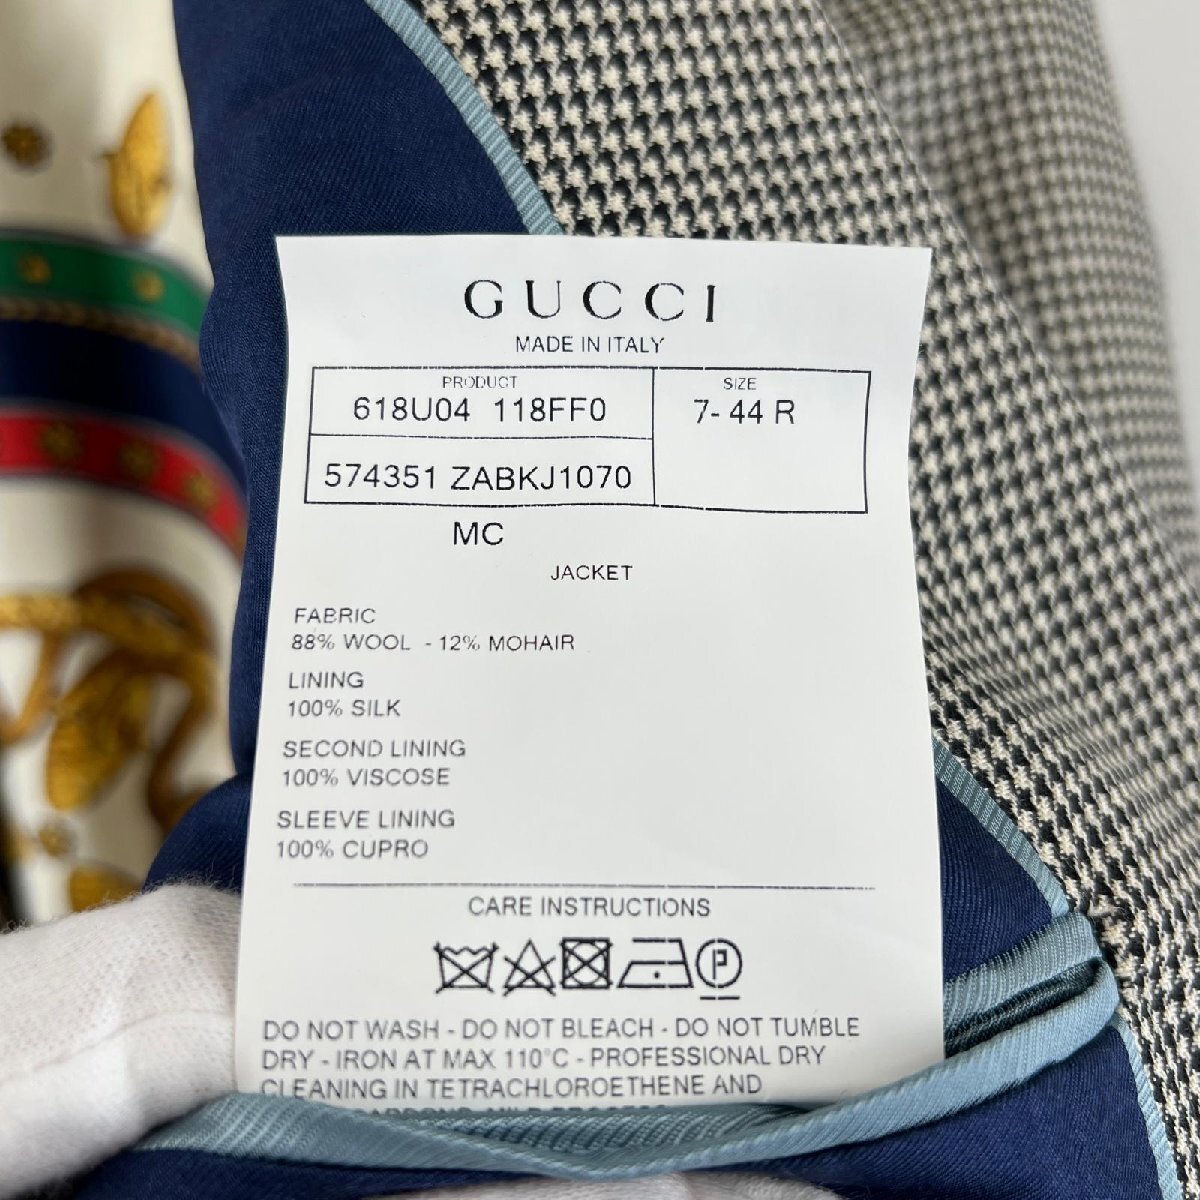 GUCCI
MADE IN ITALY
PRODUCT
618U04 118FF0
SIZE
7- 44 R
574351 ZABKJ1070
MC
JACKET
FABRIC
88% WOOL - 12% MOHAIR
LINING
100% SILK
SECOND LINING
100% VISCOSE
SLEEVE LINING
100% CUPRO
CARE INSTRUCTIONS
P
DO NOT WASH - DO NOT BLEACH - DO NOT TUMBLE
DRY - IRON AT MAX 110°C - PROFESSIONAL DRY
CLEANING IN TETRACHLOROETHENE AND